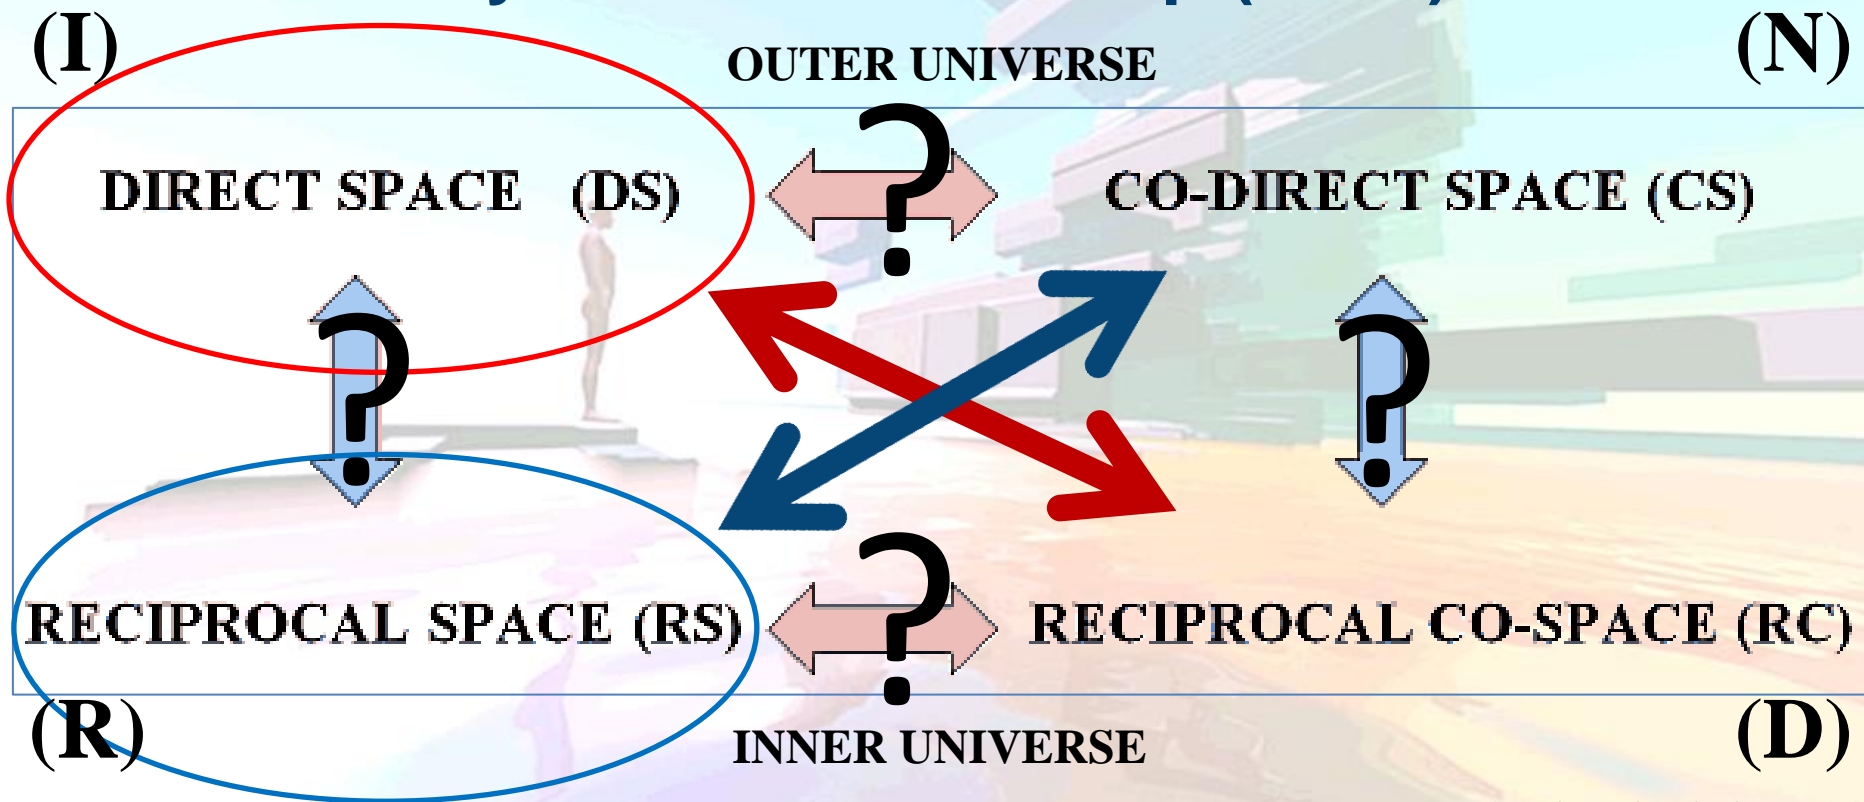 (I)
OUTER UNIVERSE
(N)
?
DIRECT SPACE (DS)
CO-DIRECT SPACE (CS)
?
?
?
RECIPROCAL SPACE (RS)
RECIPROCAL CO-SPACE (RC)
(R)
INNER UNIVERSE
(D)